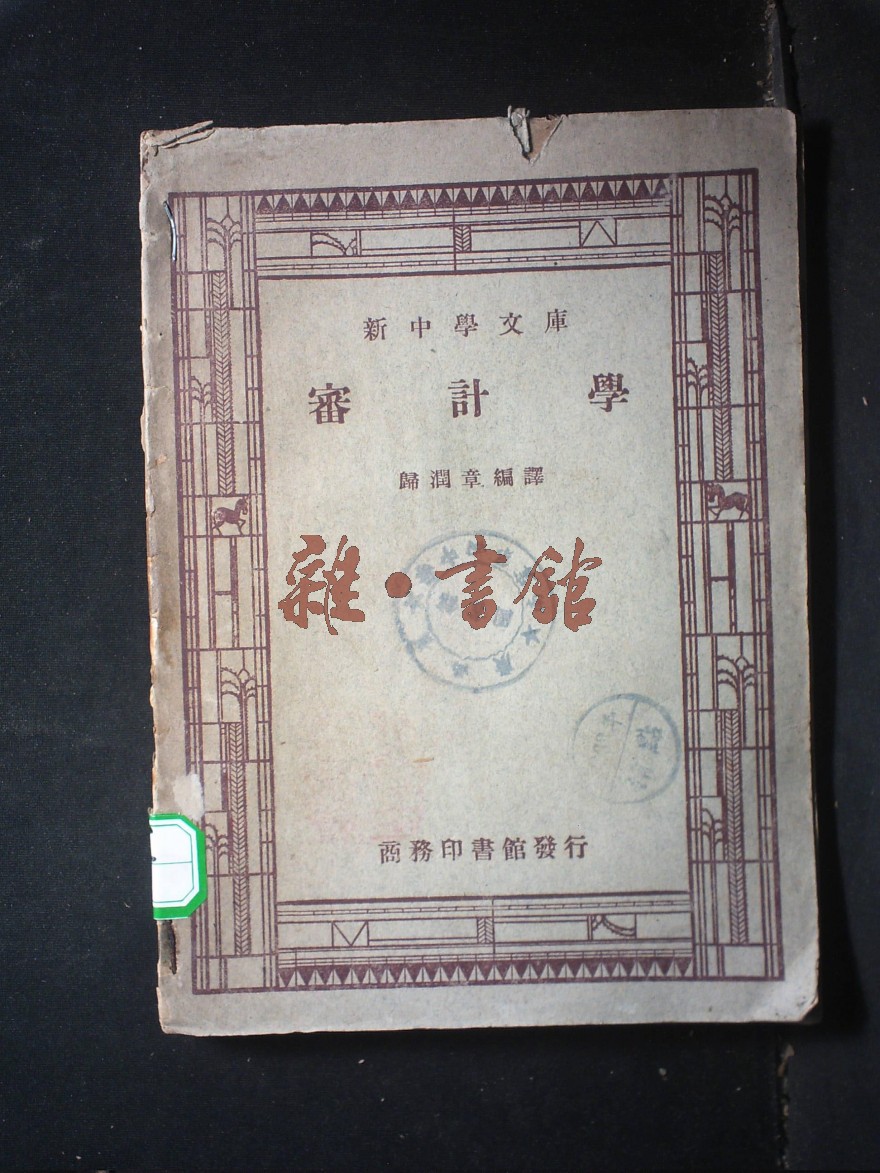 新中學文庫
審計學
歸潤章編譯
雜·書館
商務印書館發行